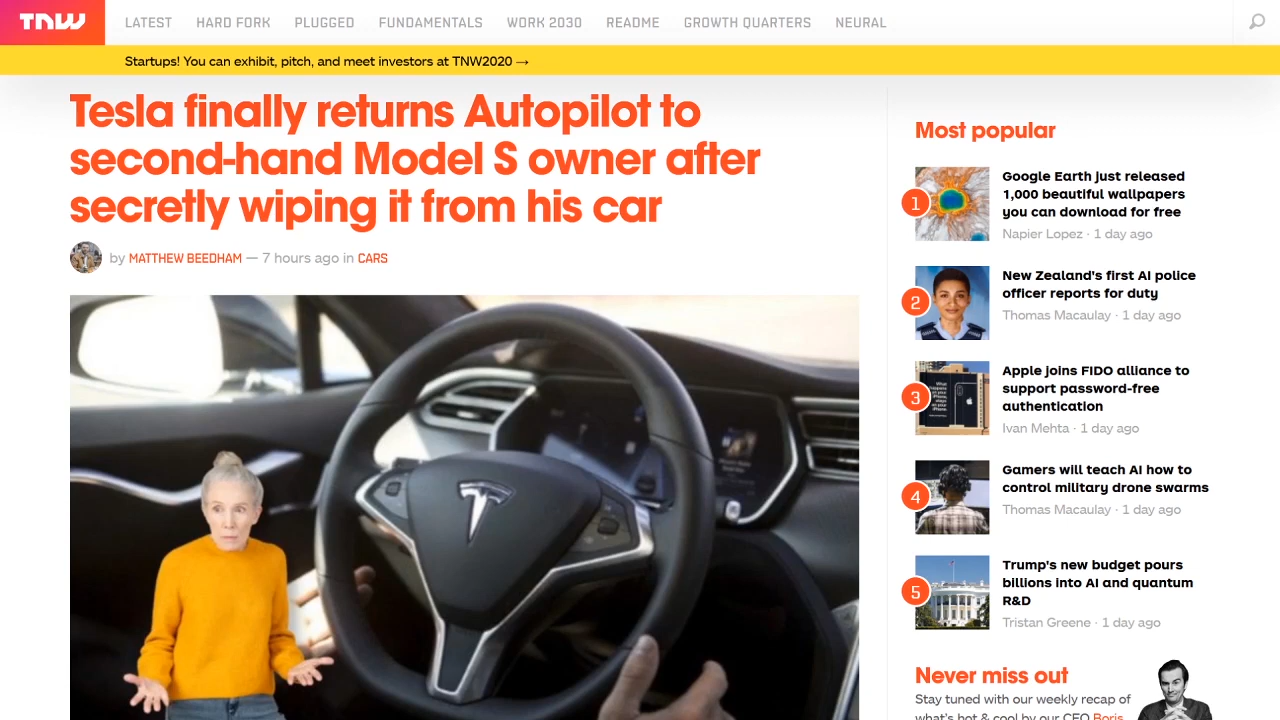 TNW
LATEST
HARD FORK
PLUGGED
FUNDAMENTALS
WORK 2030
README
GROWTH QUARTERS
NEURAL
Startups! You can exhibit, pitch, and meet investors at TNW2020 →
Tesla finally returns Autopilot to
second-hand Model S owner after
secretly wiping it from his car
by MATTHEW BEEDHAM — 7 hours ago in CARS
Most popular
1
Google Earth just released
1,000 beautiful wallpapers
you can download for free
Napier Lopez · 1 day ago
2
New Zealand's first AI police
officer reports for duty
Thomas Macaulay · 1 day ago
3
Apple joins FIDO alliance to
support password-free
authentication
Ivan Mehta · 1 day ago
4
Gamers will teach AI how to
control military drone swarms
Thomas Macaulay · 1 day ago
5
Trump's new budget pours
billions into AI and quantum
R&D
Tristan Greene · 1 day ago
Never miss out
Stay tuned with our weekly recap of
what's hot & cool by our CEO Boris